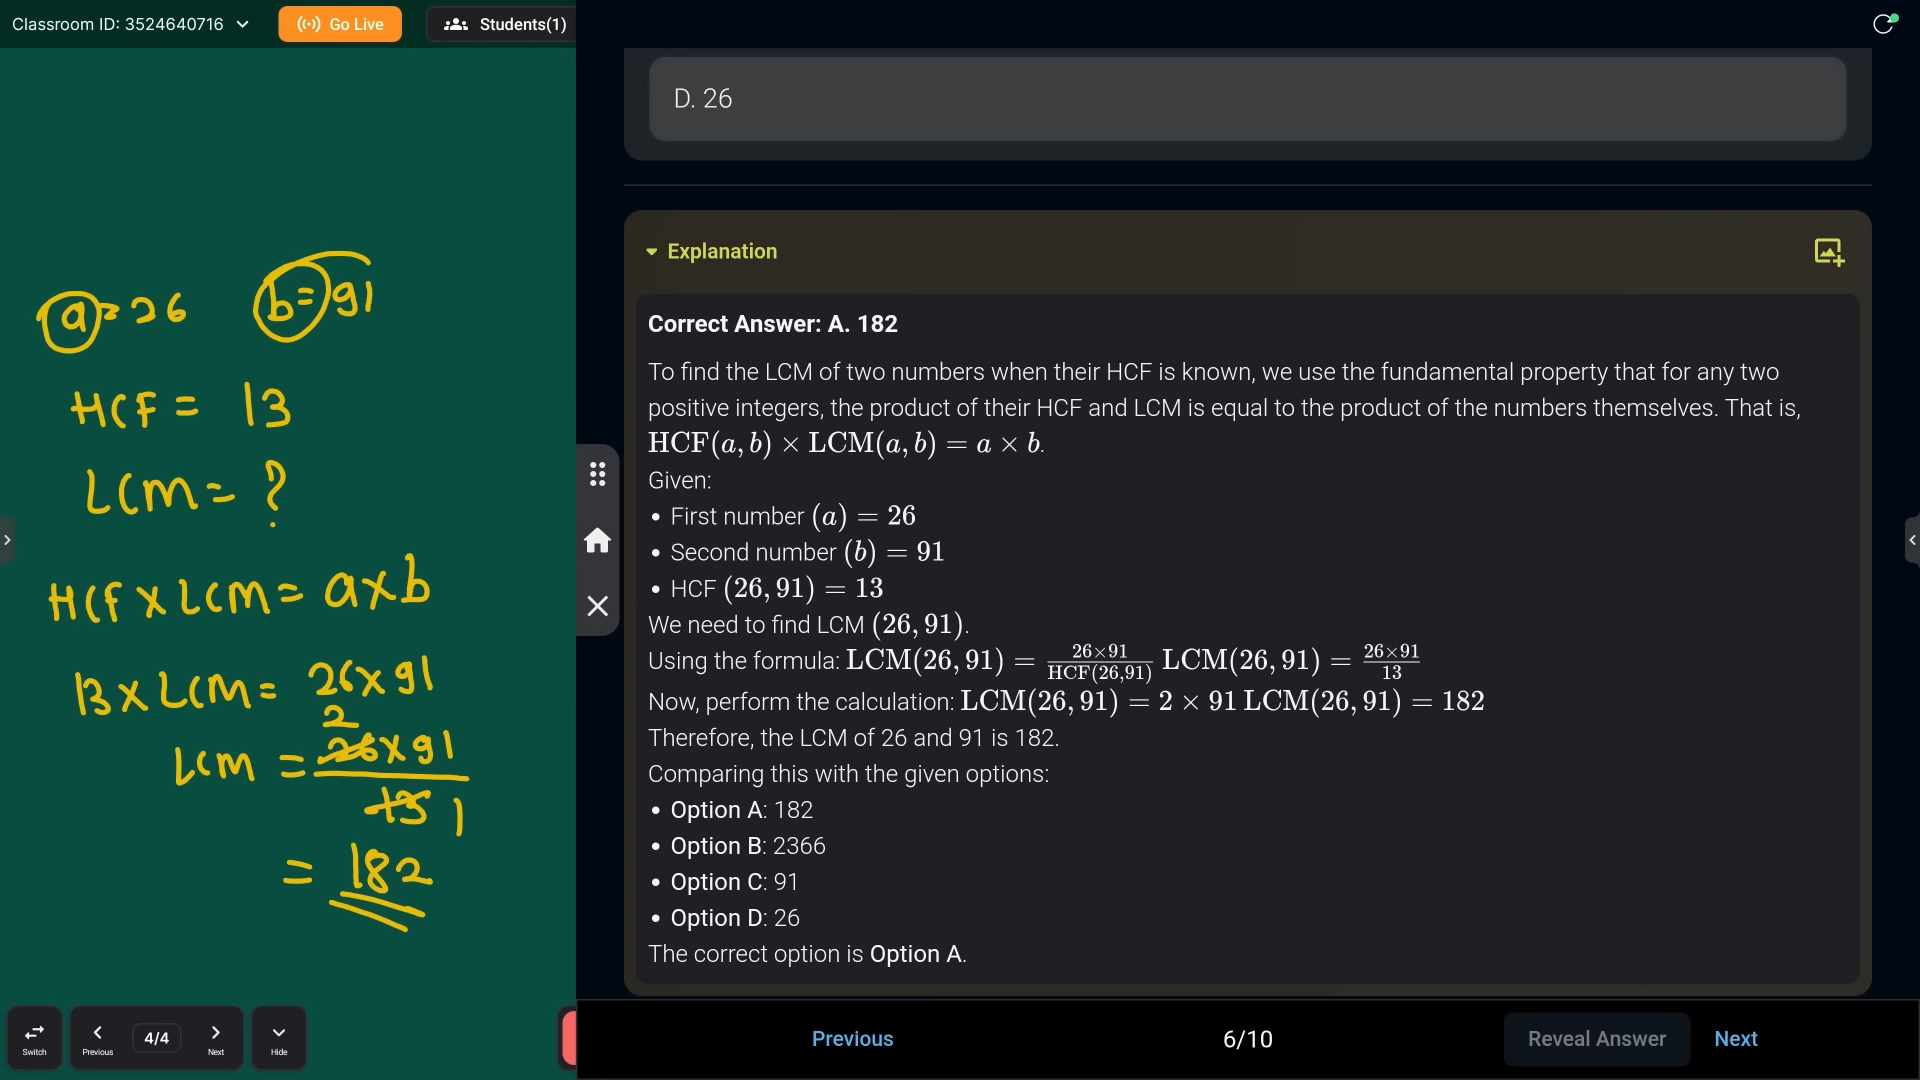 Classroom ID: 3524640716
Go Live
Students(1)
a = 26 b = 91
HCF = 13
LCM = ?
HCF × LCM = a × b
13 × LCM = 26 × 91
2
LCM = 26 × 91
13 1
= 182
Switch
Previous
4/4
Next
Hide
D. 26
Explanation
Correct Answer: A. 182
To find the LCM of two numbers when their HCF is known, we use the fundamental property that for any two
positive integers, the product of their HCF and LCM is equal to the product of the numbers themselves. That is,
HCF(a, b) × LCM(a, b) = a × b.
Given:
• First number (a) = 26
• Second number (b) = 91
• HCF (26, 91) = 13
We need to find LCM (26, 91).
Using the formula: LCM(26, 91) = 26×91/HCF(26,91) LCM(26, 91) = 26×91/13
Now, perform the calculation: LCM(26, 91) = 2 × 91 LCM(26, 91) = 182
Therefore, the LCM of 26 and 91 is 182.
Comparing this with the given options:
• Option A: 182
• Option B: 2366
• Option C: 91
• Option D: 26
The correct option is Option A.
Previous
6/10
Reveal Answer
Next